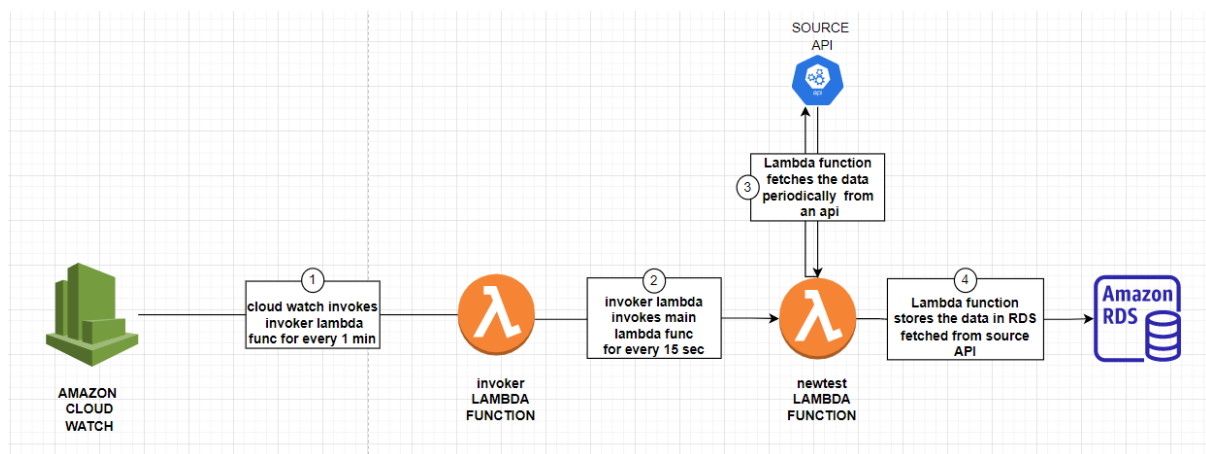 SOURCE
API
api
Lambda function
fetches the data
periodically from
an api
3
1
cloud watch invokes
invoker lambda
func for every 1 min
2
invoker lambda
invokes main
lambda func
for every 15 sec
4
Lambda function
stores the data in RDS
fetched from source
API
Amazon
RDS
AMAZON
CLOUD
WATCH
invoker
LAMBDA
FUNCTION
newtest
LAMBDA
FUNCTION